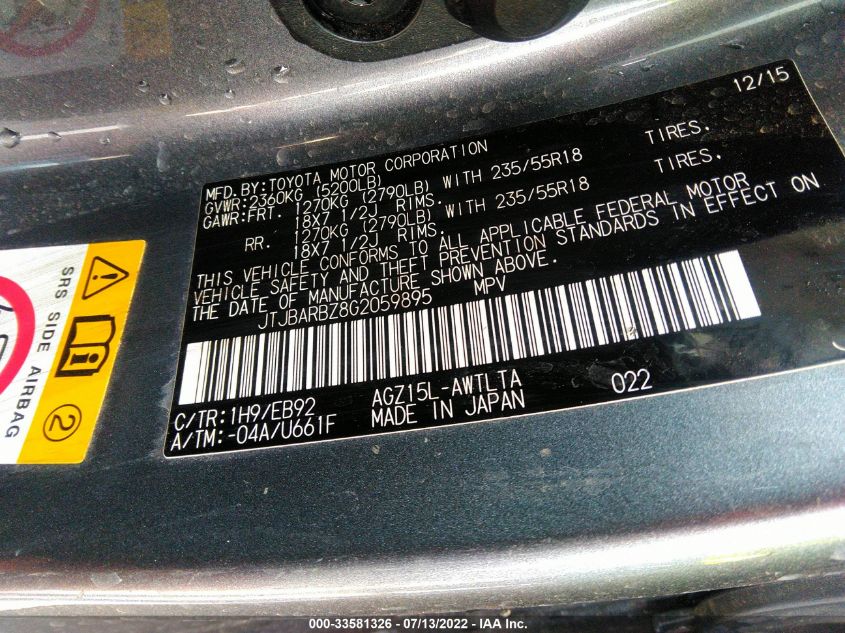 12/15
MFD.BY:TOYOTA MOTOR CORPORATION
GVWR:2360KG (5200LB)
GAWR:FRT. 1270KG (2790LB) WITH 235/55R18 TIRES.
18X7 1/2J RIMS.
RR. 1270KG (2790LB) WITH 235/55R18 TIRES.
18X7 1/2J RIMS.
THIS VEHICLE CONFORMS TO ALL APPLICABLE FEDERAL MOTOR
VEHICLE SAFETY AND THEFT PREVENTION STANDARDS IN EFFECT ON
THE DATE OF MANUFACTURE SHOWN ABOVE.
JTJBARBZ8G2059895 MPV
C/TR:1H9/EB92 AGZ15L-AWTLTA 022
A/TM:-04A/U661F MADE IN JAPAN
SRS SIDE AIRBAG
2
000-33581326 - 07/13/2022 - IAA Inc.